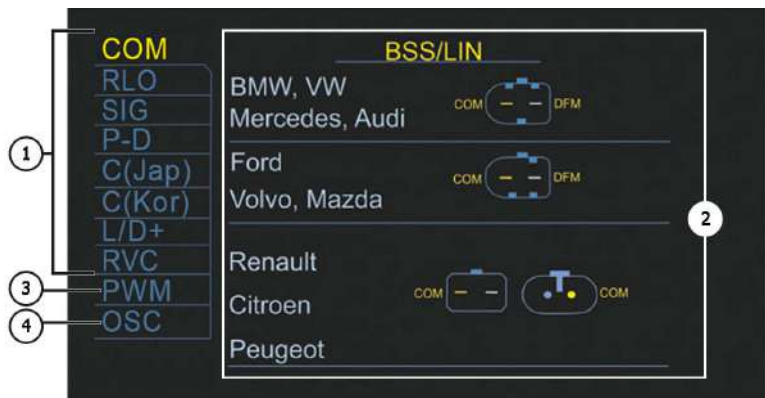 COM
RLO
SIG
P-D
C(Jap)
C(Kor)
L/D+
RVC
PWM
OSC
1
3
4
BSS/LIN
BMW, VW
Mercedes, Audi
COM DFM
Ford
Volvo, Mazda
COM DFM
Renault
Citroen
Peugeot
COM COM
2